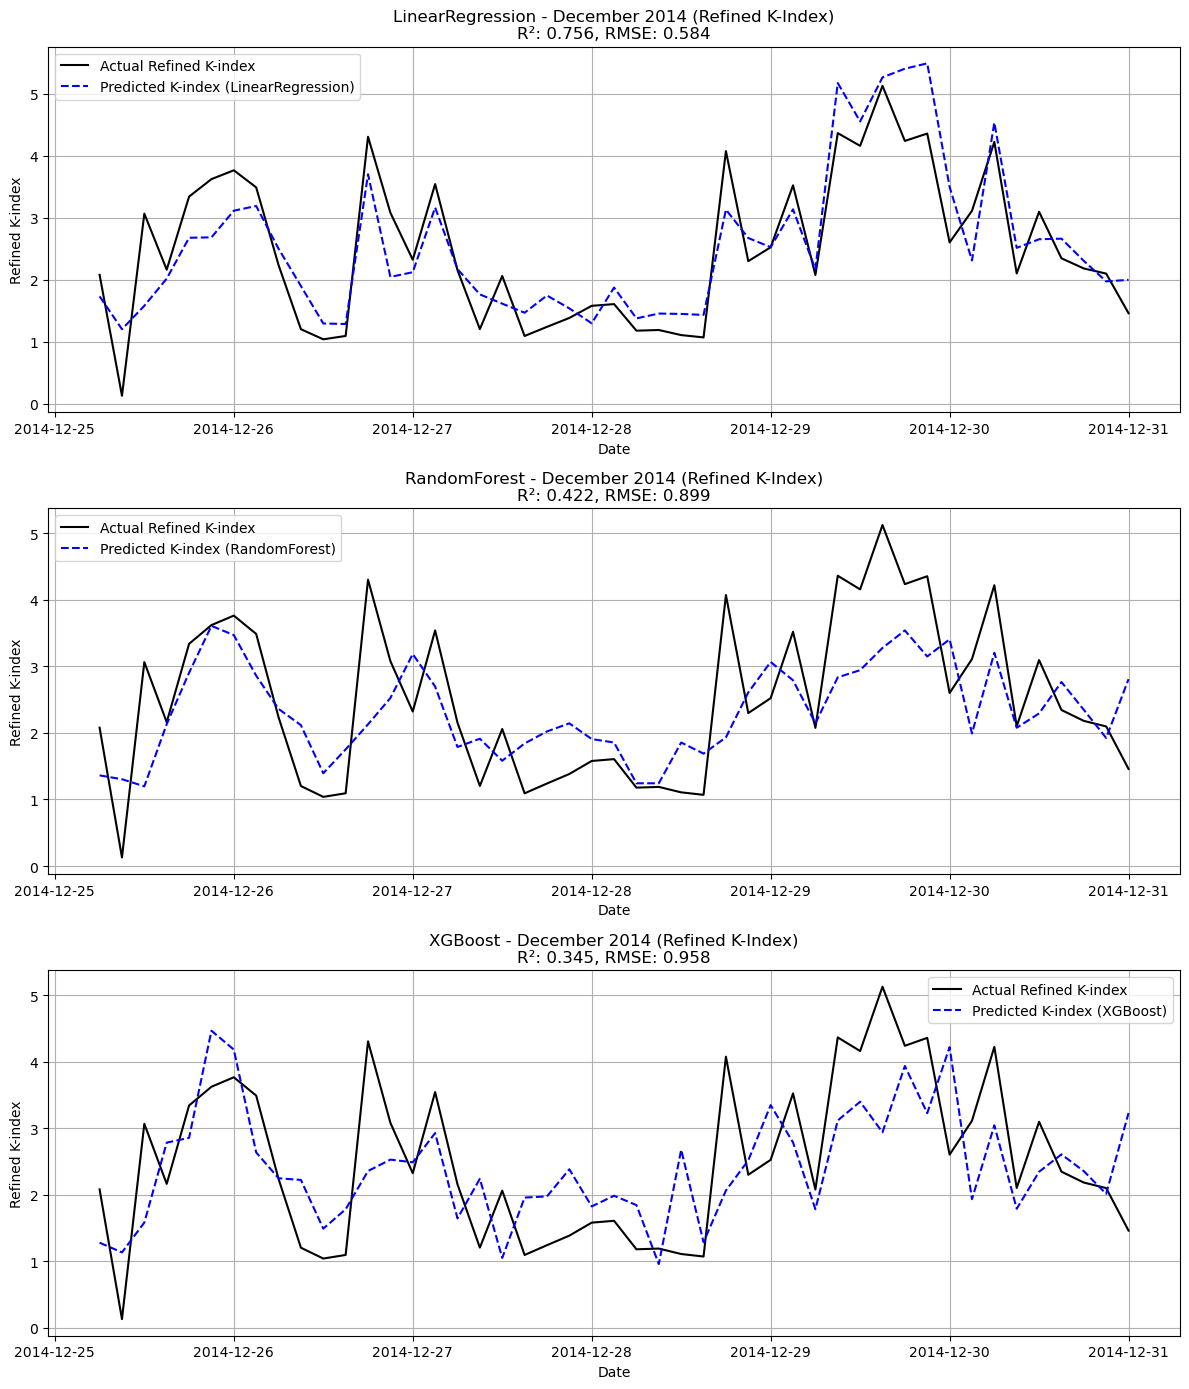 LinearRegression - December 2014 (Refined K-Index)
R²: 0.756, RMSE: 0.584
Actual Refined K-index
Predicted K-index (LinearRegression)
Refined K-index
5
4
3
2
1
0
2014-12-25 2014-12-26 2014-12-27 2014-12-28 2014-12-29 2014-12-30 2014-12-31
Date
RandomForest - December 2014 (Refined K-Index)
R²: 0.422, RMSE: 0.899
Actual Refined K-index
Predicted K-index (RandomForest)
Refined K-index
5
4
3
2
1
0
2014-12-25 2014-12-26 2014-12-27 2014-12-28 2014-12-29 2014-12-30 2014-12-31
Date
XGBoost - December 2014 (Refined K-Index)
R²: 0.345, RMSE: 0.958
Actual Refined K-index
Predicted K-index (XGBoost)
Refined K-index
5
4
3
2
1
0
2014-12-25 2014-12-26 2014-12-27 2014-12-28 2014-12-29 2014-12-30 2014-12-31
Date